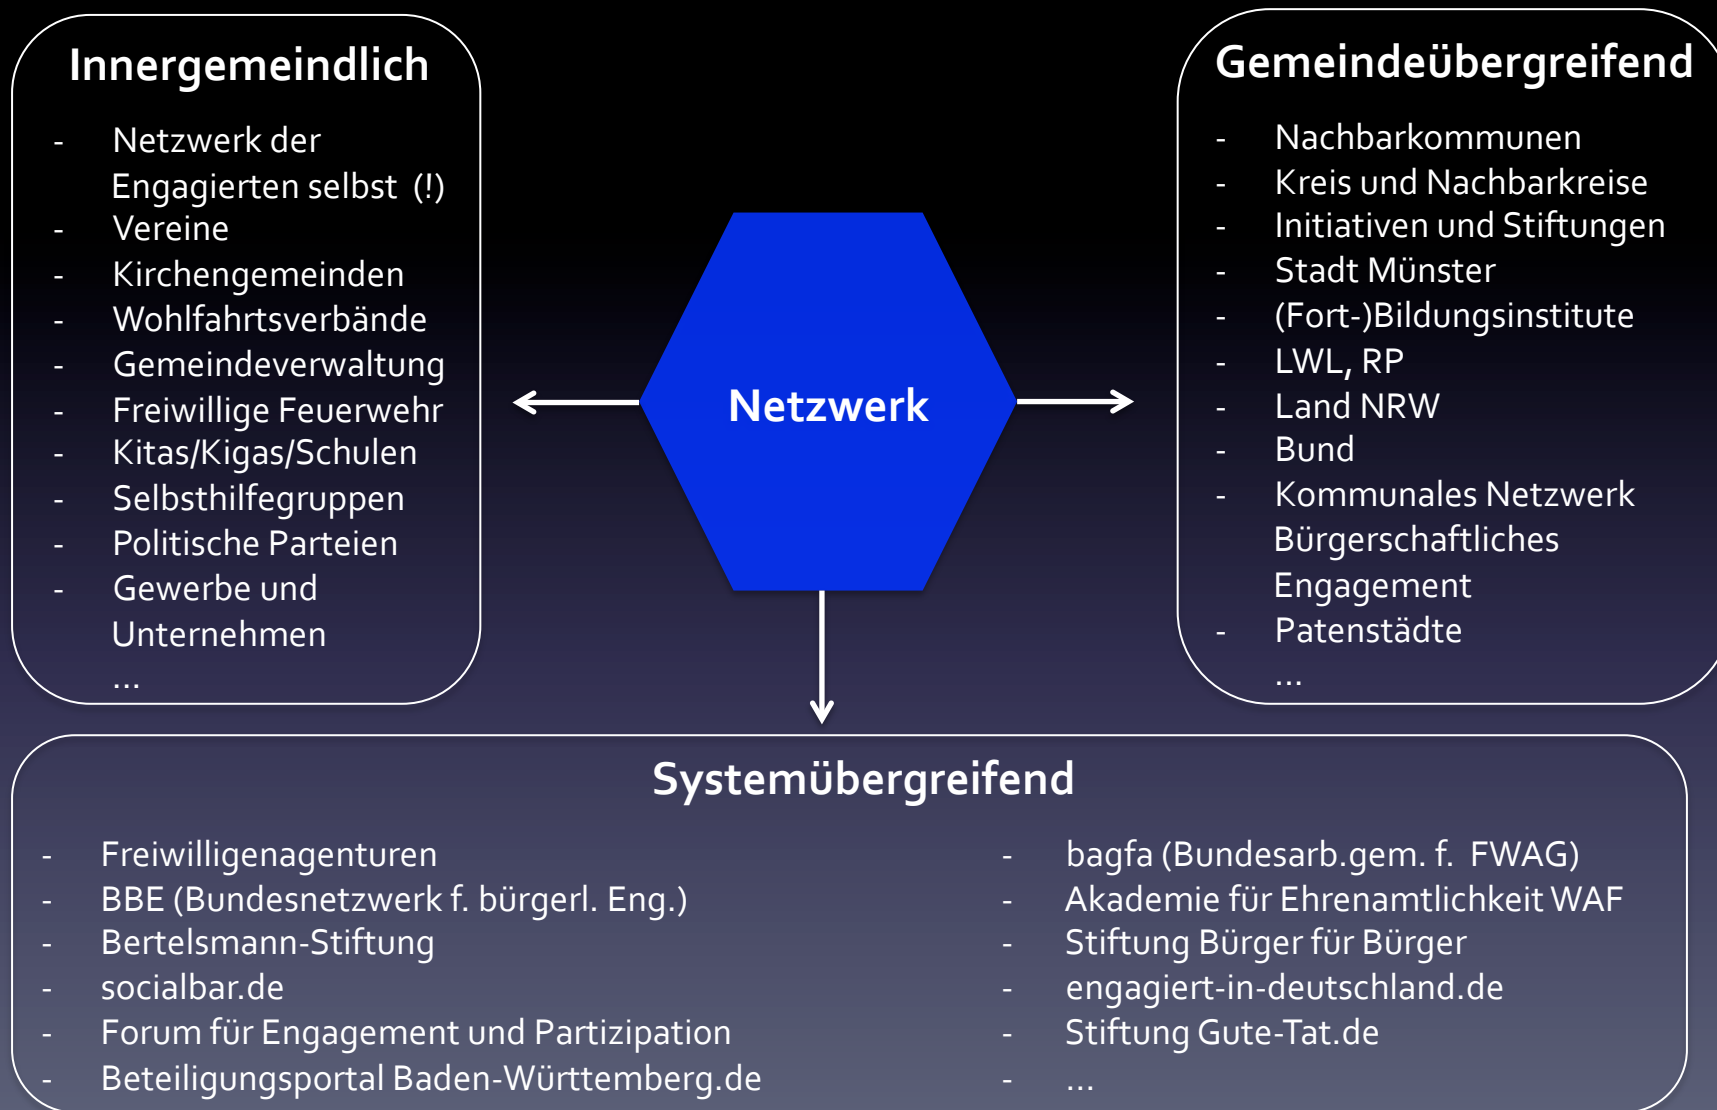 Innergemeindlich
- Netzwerk der
Engagierten selbst (!)
- Vereine
- Kirchengemeinden
- Wohlfahrtsverbände
- Gemeindeverwaltung
- Freiwillige Feuerwehr
- Kitas/Kigas/Schulen
- Selbsthilfegruppen
- Politische Parteien
- Gewerbe und
Unternehmen
...
Netzwerk
Gemeindeübergreifend
- Nachbarkommunen
- Kreis und Nachbarkreise
- Initiativen und Stiftungen
- Stadt Münster
- (Fort-)Bildungsinstitute
- LWL, RP
- Land NRW
- Bund
- Kommunales Netzwerk
Bürgerschaftliches
Engagement
- Patenstädte
...
Systemübergreifend
- Freiwilligenagenturen
- BBE (Bundesnetzwerk f. bürgerl. Eng.)
- Bertelsmann-Stiftung
- socialbar.de
- Forum für Engagement und Partizipation
- Beteiligungsportal Baden-Württemberg.de
- bagfa (Bundesarb.gem. f. FWAG)
- Akademie für Ehrenamtlichkeit WAF
- Stiftung Bürger für Bürger
- engagiert-in-deutschland.de
- Stiftung Gute-Tat.de
- ...